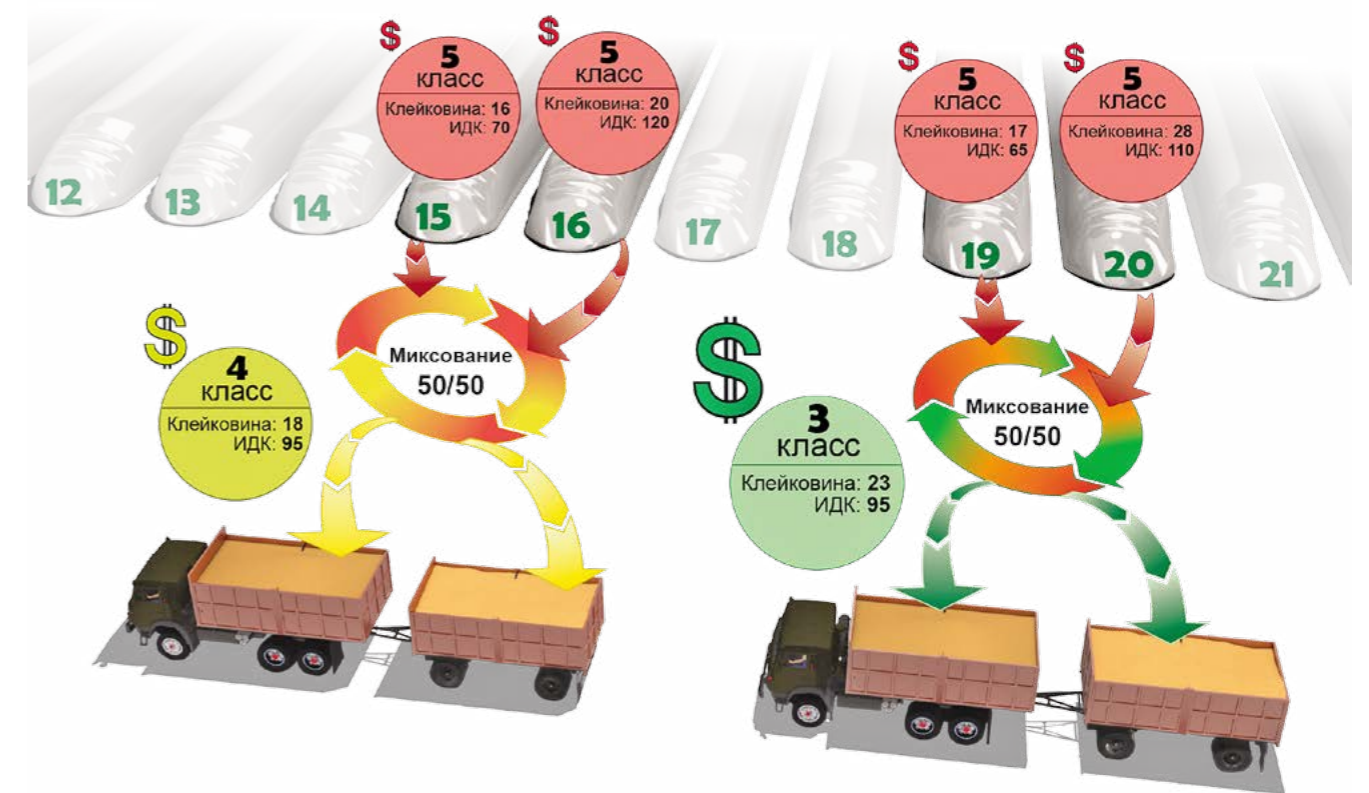 $
5
класс
Клейковина: 16
ИДК: 70
$
5
класс
Клейковина: 20
ИДК: 120
$
5
класс
Клейковина: 17
ИДК: 65
$
5
класс
Клейковина: 28
ИДК: 110
12
13
14
15
16
17
18
19
20
21
$
4
класс
Клейковина: 18
ИДК: 95
Миксование
50/50
$
3
класс
Клейковина: 23
ИДК: 95
Миксование
50/50